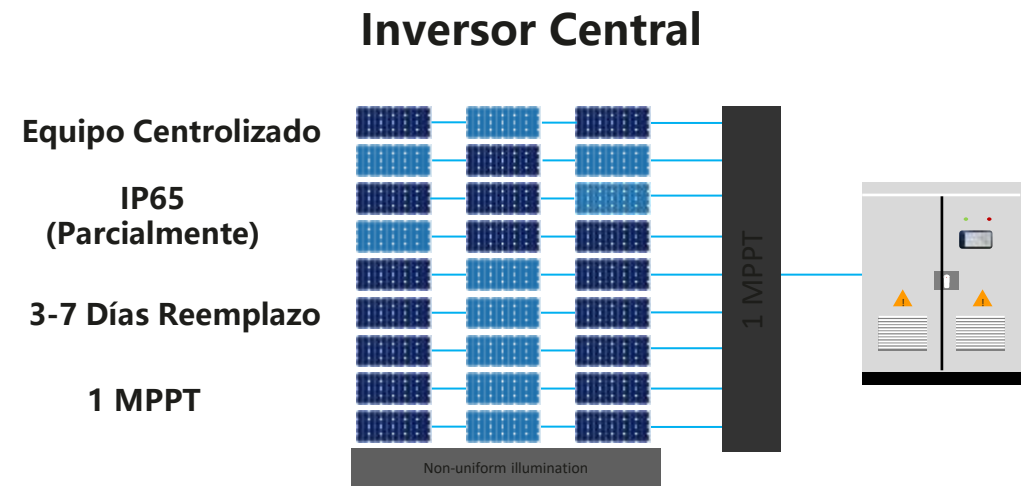 Inversor Central
Equipo Centrolizado
IP65
(Parcialmente)
3-7 Días Reemplazo
1 MPPT
1 MPPT
Non-uniform illumination